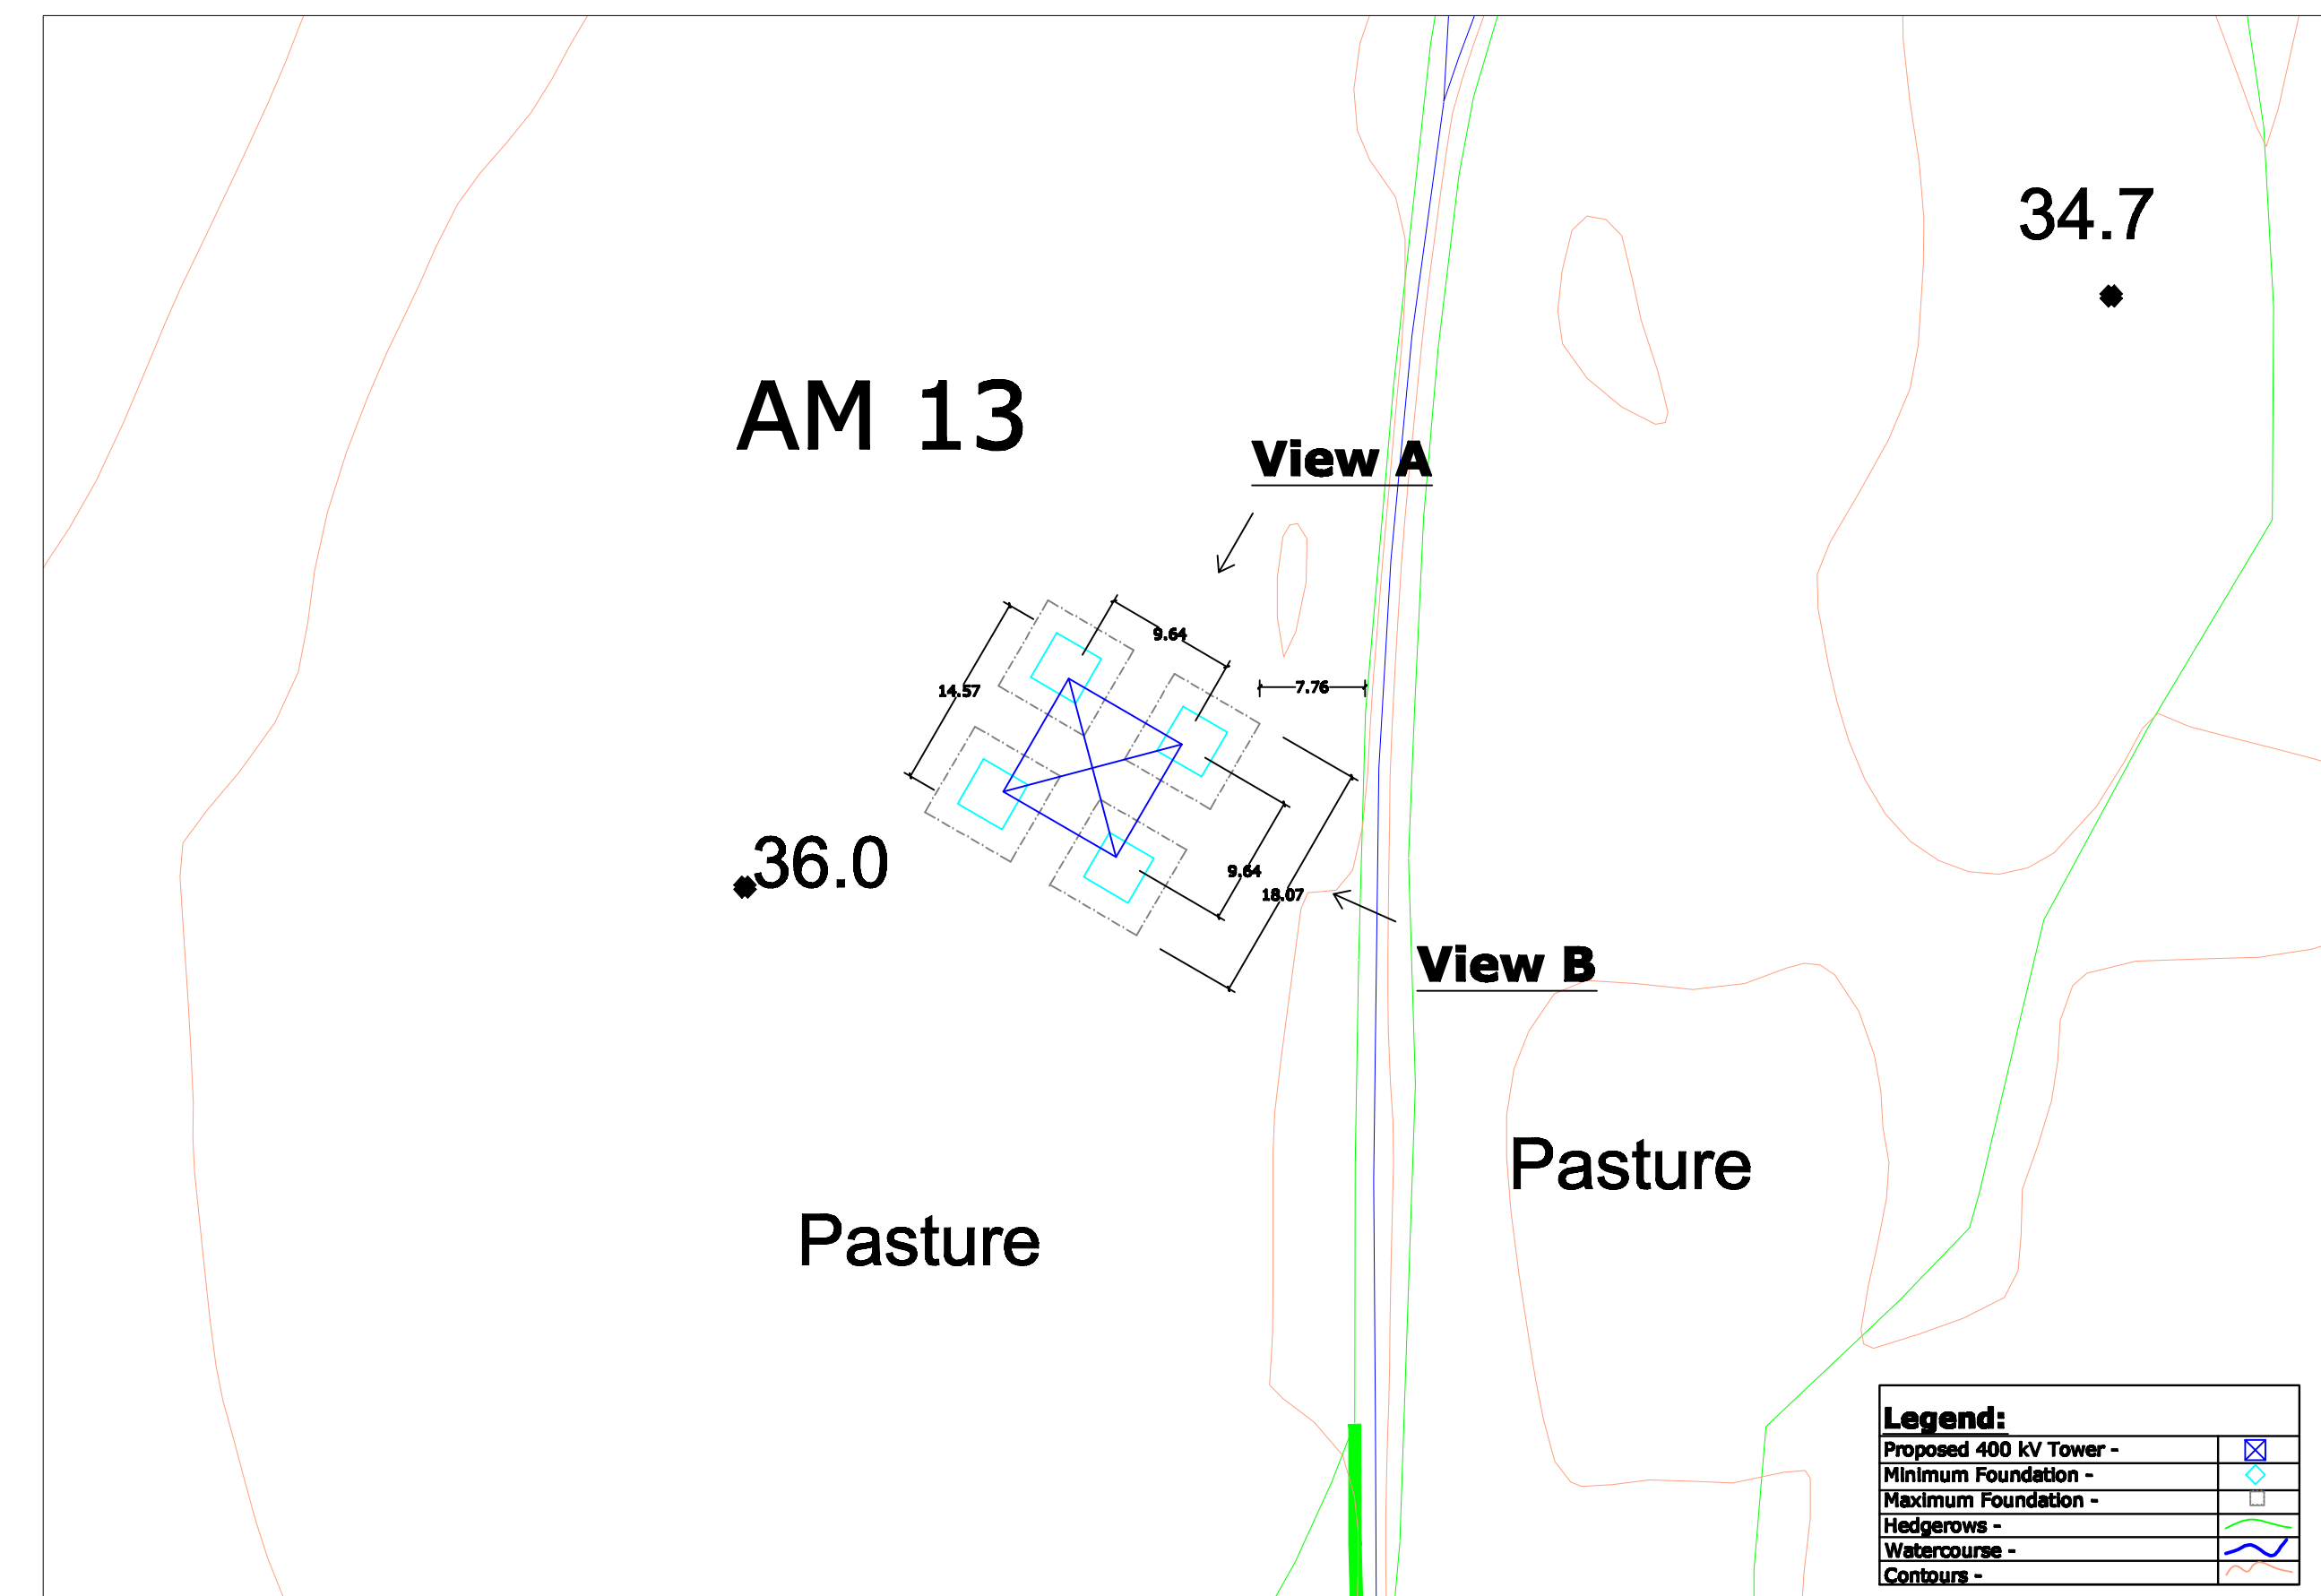 34.7
AM 13
View A
9.64
14.57
7.76
36.0
9.64
18.07
View B
Pasture
Pasture
Legend:
Proposed 400 kV Tower -
Minimum Foundation -
Maximum Foundation -
Hedgerows -
Watercourse -
Contours -